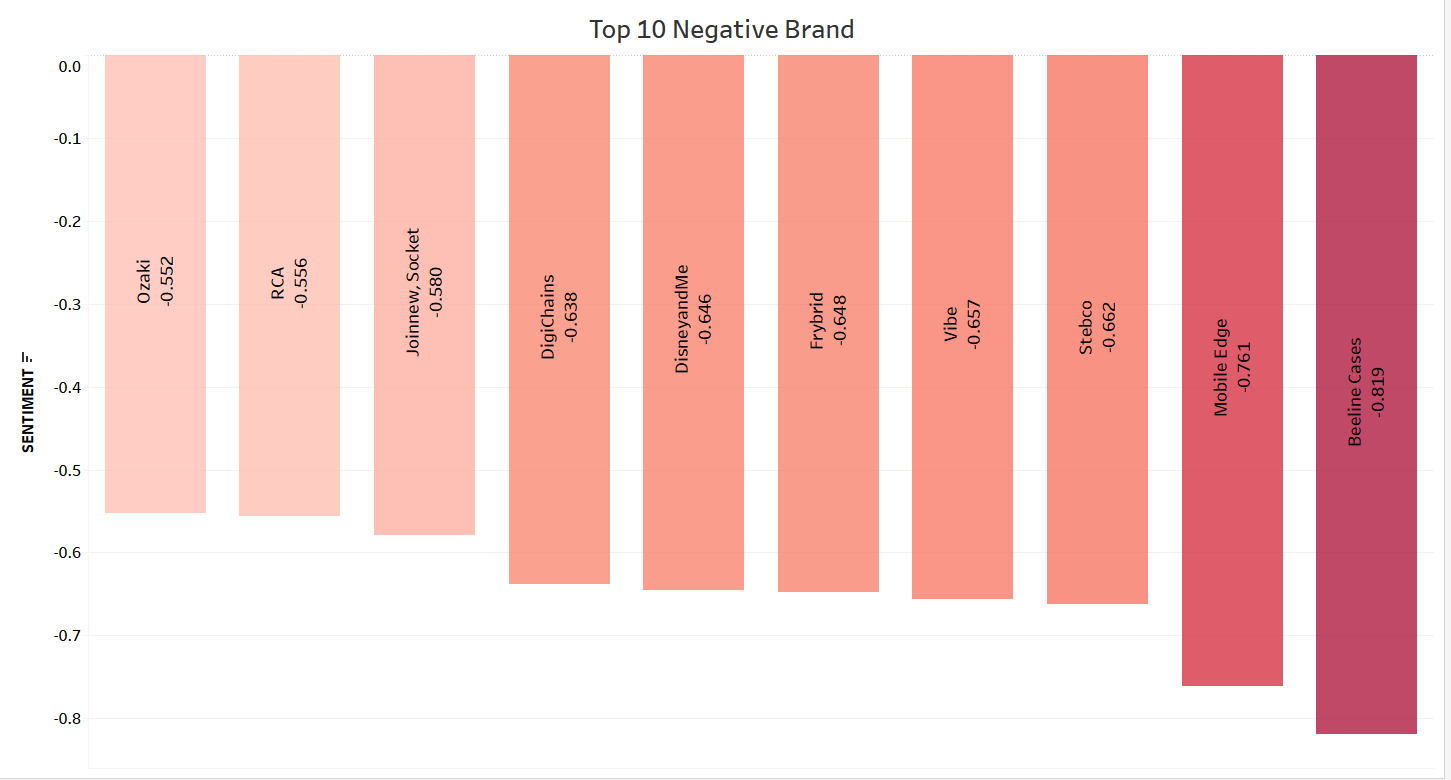 Top 10 Negative Brand
0.0
-0.1
-0.2
-0.3
-0.4
-0.5
-0.6
-0.7
-0.8
SENTIMENT
Ozaki
-0.552
RCA
-0.556
Joinnew, Socket
-0.580
DigiChains
-0.638
DisneyandMe
-0.646
Frybrid
-0.648
Vibe
-0.657
Stebco
-0.662
Mobile Edge
-0.761
Beeline Cases
-0.819